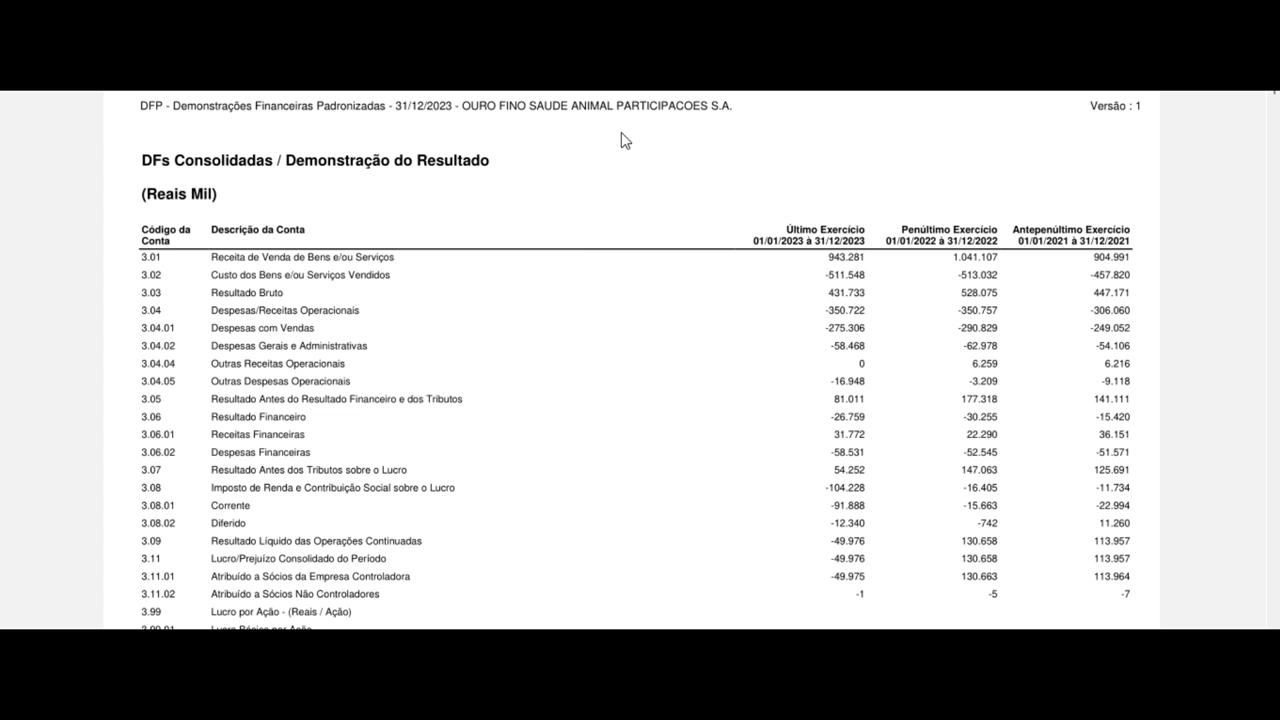 DFP - Demonstrações Financeiras Padronizadas - 31/12/2023 - OURO FINO SAUDE ANIMAL PARTICIPACOES S.A. Versão : 1
DFs Consolidadas / Demonstração do Resultado
(Reais Mil)
Código da Conta Descrição da Conta Último Exercício 01/01/2023 à 31/12/2023 Penúltimo Exercício 01/01/2022 à 31/12/2022 Antepenúltimo Exercício 01/01/2021 à 31/12/2021
3.01 Receita de Venda de Bens e/ou Serviços 943.281 1.041.107 904.991
3.02 Custo dos Bens e/ou Serviços Vendidos -511.548 -513.032 -457.820
3.03 Resultado Bruto 431.733 528.075 447.171
3.04 Despesas/Receitas Operacionais -350.722 -350.757 -306.060
3.04.01 Despesas com Vendas -275.306 -290.829 -249.052
3.04.02 Despesas Gerais e Administrativas -58.468 -62.978 -54.106
3.04.04 Outras Receitas Operacionais 0 6.259 6.216
3.04.05 Outras Despesas Operacionais -16.948 -3.209 -9.118
3.05 Resultado Antes do Resultado Financeiro e dos Tributos 81.011 177.318 141.111
3.06 Resultado Financeiro -26.759 -30.255 -15.420
3.06.01 Receitas Financeiras 31.772 22.290 36.151
3.06.02 Despesas Financeiras -58.531 -52.545 -51.571
3.07 Resultado Antes dos Tributos sobre o Lucro 54.252 147.063 125.691
3.08 Imposto de Renda e Contribuição Social sobre o Lucro -104.228 -16.405 -11.734
3.08.01 Corrente -91.888 -15.663 -22.994
3.08.02 Diferido -12.340 -742 11.260
3.09 Resultado Líquido das Operações Continuadas -49.976 130.658 113.957
3.11 Lucro/Prejuízo Consolidado do Período -49.976 130.658 113.957
3.11.01 Atribuído a Sócios da Empresa Controladora -49.975 130.663 113.964
3.11.02 Atribuído a Sócios Não Controladores -1 -5 -7
3.99 Lucro por Ação - (Reais / Ação)